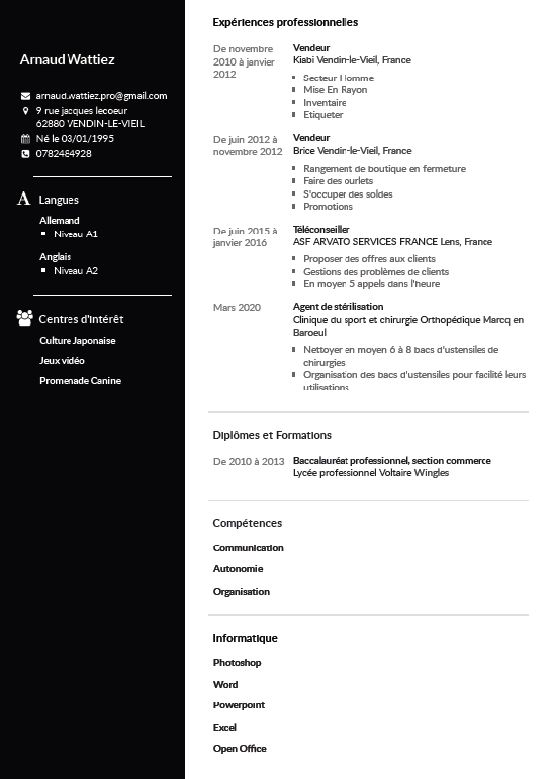 Arnaud Wattiez
arnaud.wattiez.pro@gmail.com
9 rue jacques lecoeur
62880 VENDIN-LE-VIEIL
Né le 03/01/1995
0782484928
Langues
Allemand
Niveau A1
Anglais
Niveau A2
Centres d'intérêt
Culture Japonaise
Jeux vidéo
Promenade Canine
Expériences professionnelles
De novembre
2010 à janvier
2012
Vendeur
Kiabi Vendin-le-Vieil, France
Secteur Homme
Mise En Rayon
Inventaire
Etiqueter
De juin 2012 à
novembre 2012
Vendeur
Brice Vendin-le-Vieil, France
Rangement de boutique en fermeture
Faire des ourlets
S'occuper des soldes
Promotions
De juin 2015 à
janvier 2016
Téléconseiller
ASF ARVATO SERVICES FRANCE Lens, France
Proposer des offres aux clients
Gestions des problèmes de clients
En moyen 5 appels dans l'heure
Mars 2020
Agent de stérilisation
Clinique du sport et chirurgie Orthopédique Marcq en
Baroeul
Nettoyer en moyen 6 à 8 bacs d'ustensiles de
chirurgies
Organisation des bacs d'ustensiles pour facilité leurs
utilisations
Diplômes et Formations
De 2010 à 2013
Baccalauréat professionnel, section commerce
Lycée professionnel Voltaire Wingles
Compétences
Communication
Autonomie
Organisation
Informatique
Photoshop
Word
Powerpoint
Excel
Open Office